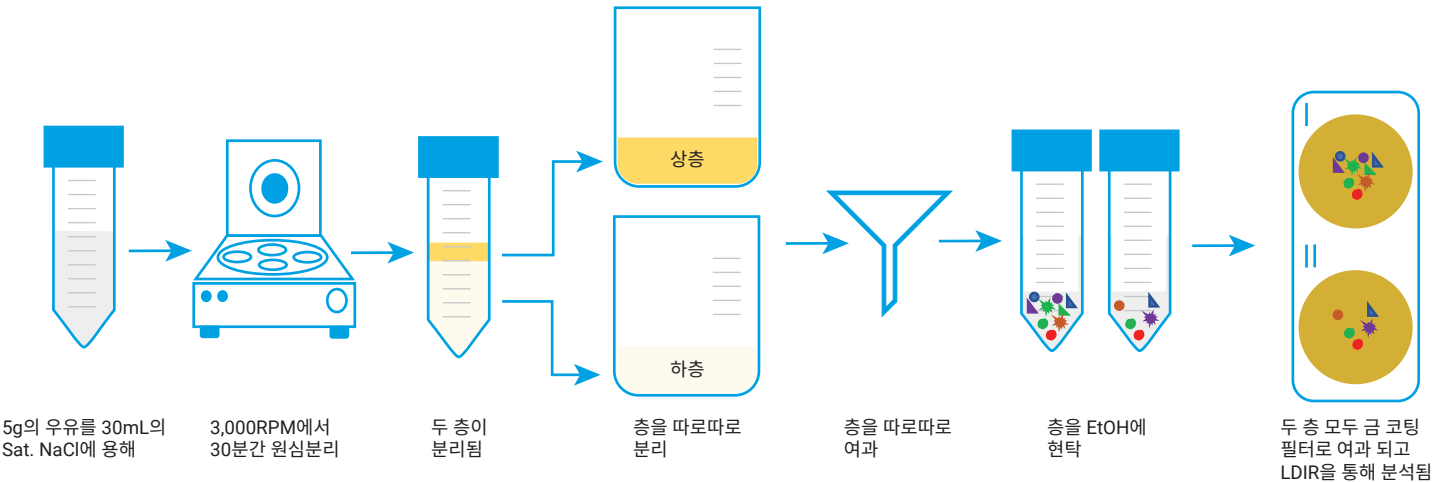 상층
하층
I
II
5g의 우유를 30mL의
Sat. NaCl에 용해
3,000RPM에서
30분간 원심분리
두 층이
분리됨
층을 따로따로
분리
층을 따로따로
여과
층을 EtOH에
현탁
두 층 모두 금 코팅
필터로 여과 되고
LDIR을 통해 분석됨